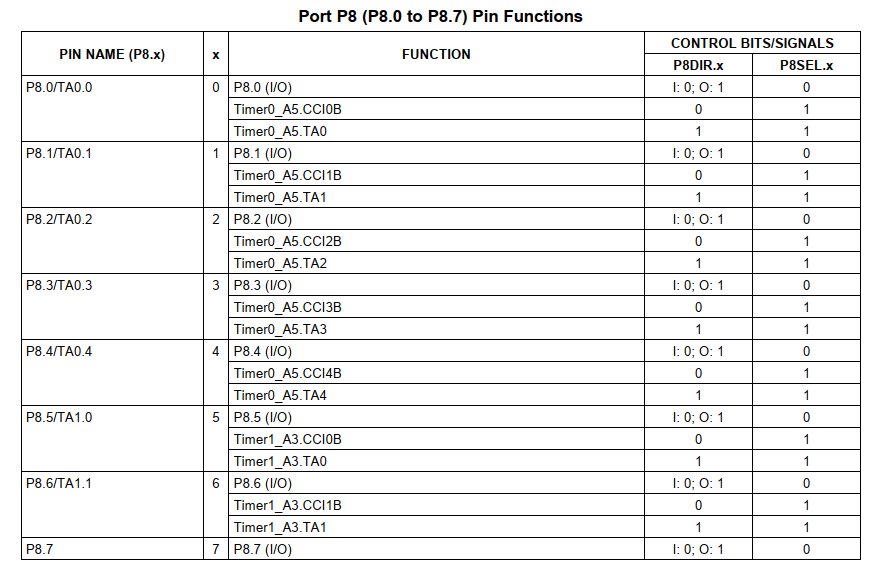 Port P8 (P8.0 to P8.7) Pin Functions
PIN NAME (P8.x) x FUNCTION CONTROL BITS/SIGNALS
P8DIR.x P8SEL.x
P8.0/TA0.0 0 P8.0 (I/O) I: 0; O: 1 0
Timer0_A5.CCI0B 0 1
Timer0_A5.TA0 1 1
P8.1/TA0.1 1 P8.1 (I/O) I: 0; O: 1 0
Timer0_A5.CCI1B 0 1
Timer0_A5.TA1 1 1
P8.2/TA0.2 2 P8.2 (I/O) I: 0; O: 1 0
Timer0_A5.CCI2B 0 1
Timer0_A5.TA2 1 1
P8.3/TA0.3 3 P8.3 (I/O) I: 0; O: 1 0
Timer0_A5.CCI3B 0 1
Timer0_A5.TA3 1 1
P8.4/TA0.4 4 P8.4 (I/O) I: 0; O: 1 0
Timer0_A5.CCI4B 0 1
Timer0_A5.TA4 1 1
P8.5/TA1.0 5 P8.5 (I/O) I: 0; O: 1 0
Timer1_A3.CCI0B 0 1
Timer1_A3.TA0 1 1
P8.6/TA1.1 6 P8.6 (I/O) I: 0; O: 1 0
Timer1_A3.CCI1B 0 1
Timer1_A3.TA1 1 1
P8.7 7 P8.7 (I/O) I: 0; O: 1 0